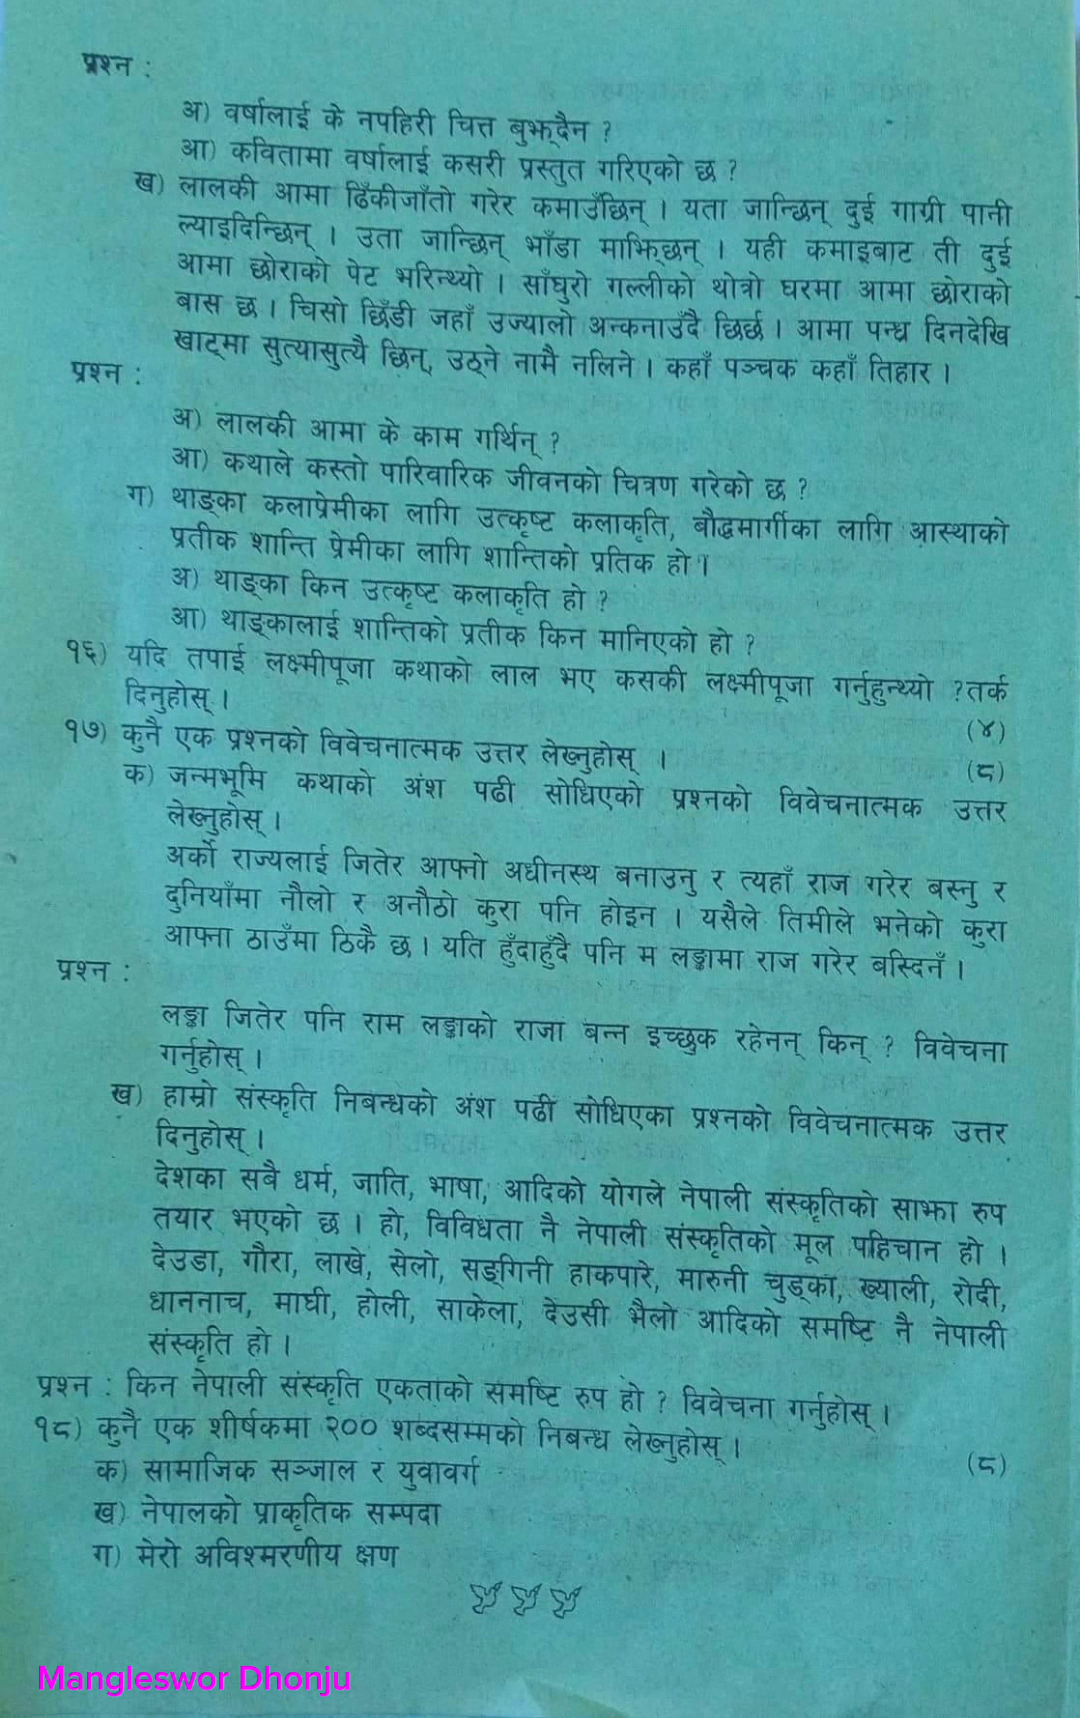 प्रश्न :
अ) वर्षालाई के नपहिरी चित्त बुझ्दैन ?
आ) कवितामा वर्षालाई कसरी प्रस्तुत गरिएको छ ?
ख) लालकी आमा ढिँकीजाँतो गरेर कमाउँछिन् । यता जान्छिन् दुई गाग्री पानी
ल्याइदिन्छिन् । उता जान्छिन् भाँडा माझ्छिन् । यही कमाइबाट ती दुई
आमा छोराको पेट भरिन्थ्यो । साँघुरो गल्लीको थोत्रो घरमा आमा छोराको
बास छ । चिसो छिँडी जहाँ उज्यालो अन्कनाउँदै छिर्छ । आमा पन्ध्र दिनदेखि
खाट्मा सुत्यासुत्यै छिन्, उठ्ने नामै नलिने । कहाँ पञ्चक कहाँ तिहार ।
प्रश्न :
अ) लालकी आमा के काम गर्थिन् ?
आ) कथाले कस्तो पारिवारिक जीवनको चित्रण गरेको छ ?
ग) थाङ्का कलाप्रेमीका लागि उत्कृष्ट कलाकृति, बौद्धमार्गीका लागि आस्थाको
प्रतीक शान्ति प्रेमीका लागि शान्तिको प्रतिक हो ।
अ) थाङ्का किन उत्कृष्ट कलाकृति हो ?
आ) थाङ्कालाई शान्तिको प्रतीक किन मानिएको हो ?
१६) यदि तपाई लक्ष्मीपूजा कथाको लाल भए कसकी लक्ष्मीपूजा गर्नुहुन्थ्यो ?तर्क
दिनुहोस् । (४)
१७) कुनै एक प्रश्नको विवेचनात्मक उत्तर लेख्नुहोस् । (८)
क) जन्मभूमि कथाको अंश पढी सोधिएको प्रश्नको विवेचनात्मक उत्तर
लेख्नुहोस् ।
अर्को राज्यलाई जितेर आफ्नो अधीनस्थ बनाउनु र त्यहाँ राज गरेर बस्नु र
दुनियाँमा नौलो र अनौठो कुरा पनि होइन । यसैले तिमीले भनेको कुरा
आफ्ना ठाउँमा ठिकै छ । यति हुँदाहुँदै पनि म लङ्कामा राज गरेर बस्दिनँ ।
प्रश्न :
लङ्का जितेर पनि राम लङ्काको राजा बन्न इच्छुक रहेनन् किन् ? विवेचना
गर्नुहोस् ।
ख) हाम्रो संस्कृति निबन्धको अंश पढी सोधिएका प्रश्नको विवेचनात्मक उत्तर
दिनुहोस् ।
देशका सबै धर्म, जाति, भाषा, आदिको योगले नेपाली संस्कृतिको साझा रुप
तयार भएको छ । हो, विविधता नै नेपाली संस्कृतिको मूल पहिचान हो ।
देउडा, गौरा, लाखे, सेलो, सङ्गिनी हाकपारे, मारुनी चुड्का, ख्याली, रोदी,
धाननाच, माघी, होली, साकेला, देउसी भैलो आदिको समष्टि नै नेपाली
संस्कृति हो ।
प्रश्न : किन नेपाली संस्कृति एकताको समष्टि रुप हो ? विवेचना गर्नुहोस् ।
१८) कुनै एक शीर्षकमा २०० शब्दसम्मको निबन्ध लेख्नुहोस् । (८)
क) सामाजिक सञ्जाल र युवावर्ग
ख) नेपालको प्राकृतिक सम्पदा
ग) मेरो अविश्मरणीय क्षण
Mangleswor Dhonju